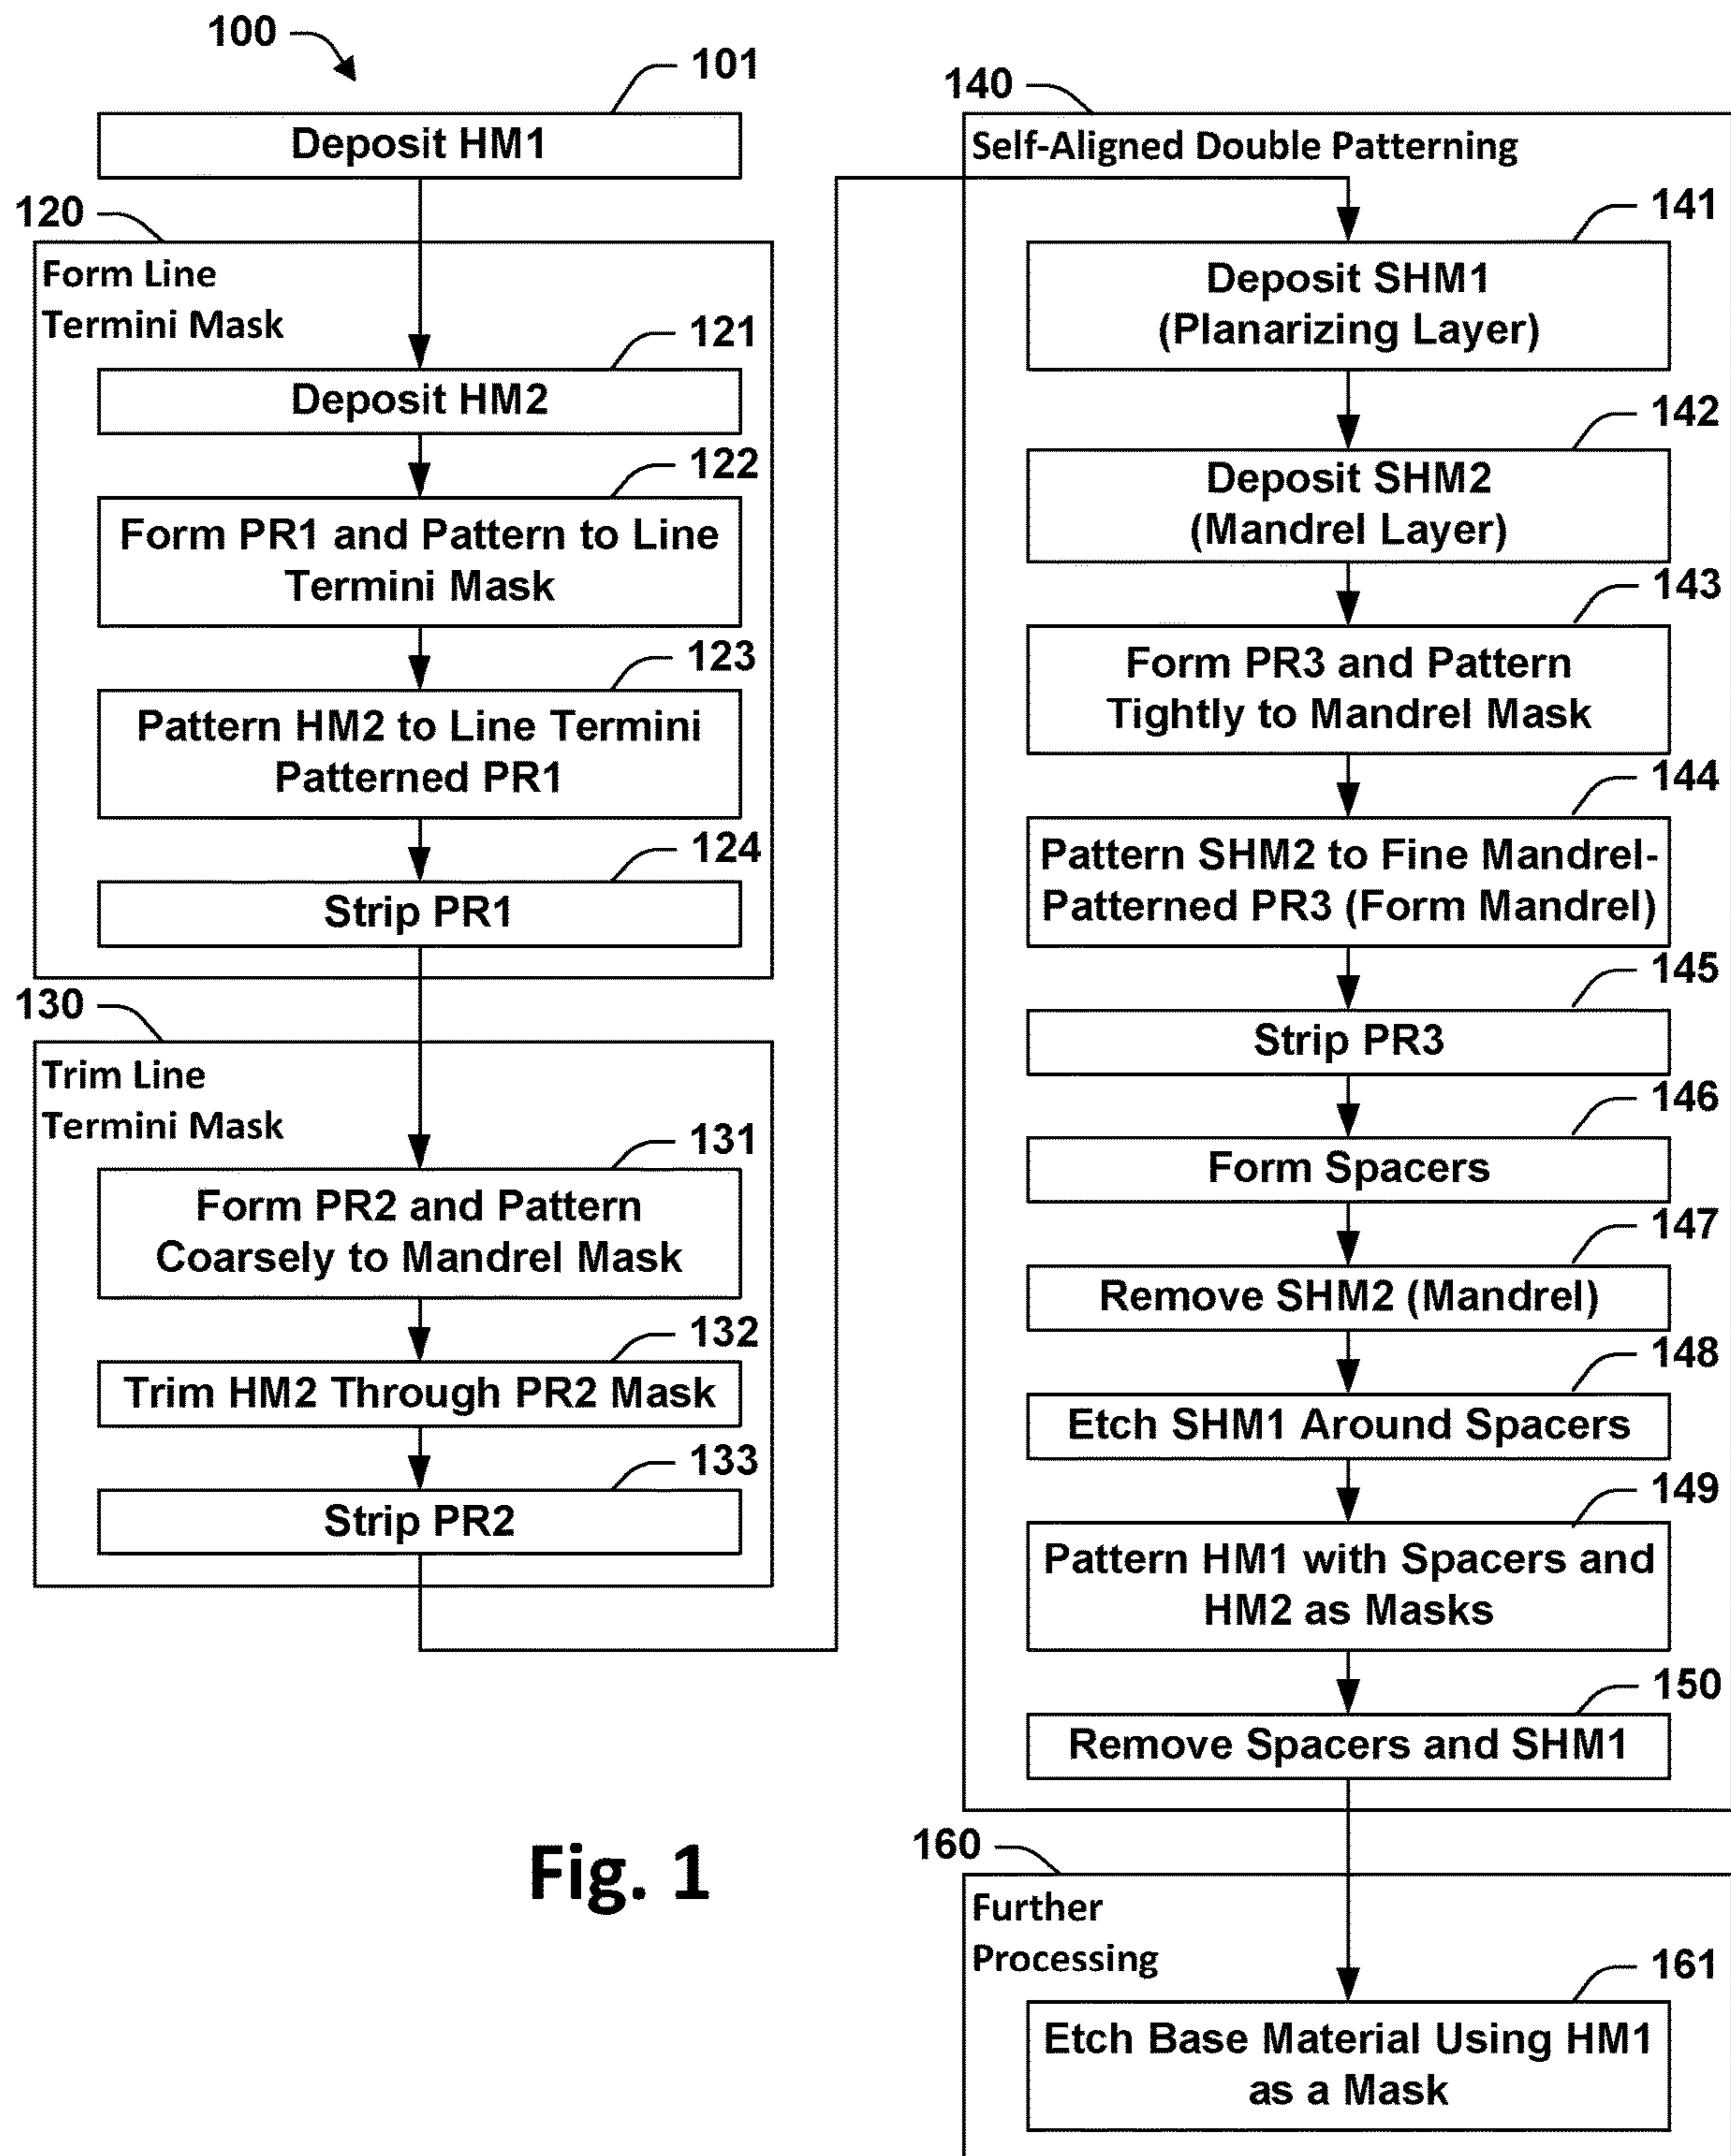 100
101
Deposit HM1
120
Form Line
Termini Mask
121
Deposit HM2
122
Form PR1 and Pattern to Line
Termini Mask
123
Pattern HM2 to Line Termini
Patterned PR1
124
Strip PR1
130
Trim Line
Termini Mask
131
Form PR2 and Pattern
Coarsely to Mandrel Mask
132
Trim HM2 Through PR2 Mask
133
Strip PR2
140
Self-Aligned Double Patterning
141
Deposit SHM1
(Planarizing Layer)
142
Deposit SHM2
(Mandrel Layer)
143
Form PR3 and Pattern
Tightly to Mandrel Mask
144
Pattern SHM2 to Fine Mandrel-
Patterned PR3 (Form Mandrel)
145
Strip PR3
146
Form Spacers
147
Remove SHM2 (Mandrel)
148
Etch SHM1 Around Spacers
149
Pattern HM1 with Spacers and
HM2 as Masks
150
Remove Spacers and SHM1
160
Further
Processing
161
Etch Base Material Using HM1
as a Mask
Fig. 1